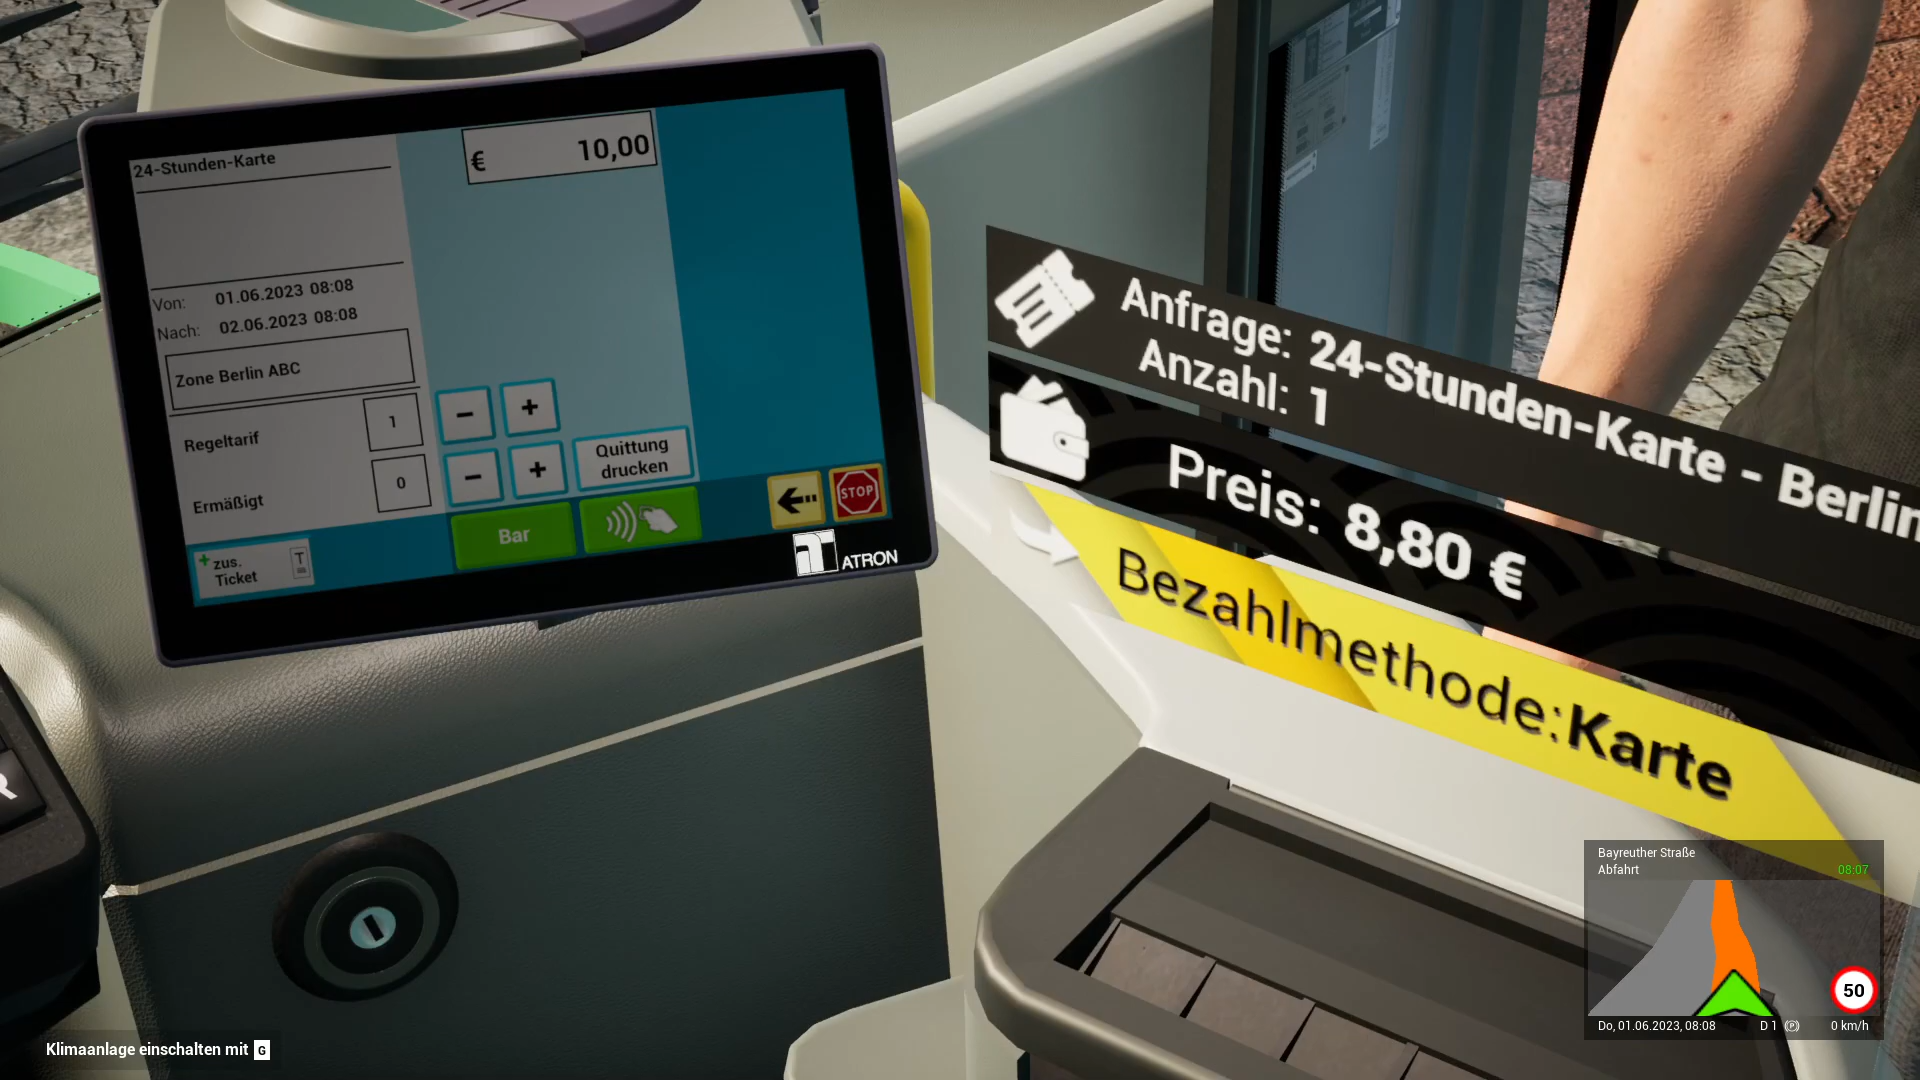 24-Stunden-Karte
€ 10,00
Von: 01.06.2023 08:08
Nach: 02.06.2023 08:08
Zone Berlin ABC
Regeltarif 1 - +
Ermäßigt 0 - +
Quittung
drucken
+ zus.
Ticket
T
Bar
STOP
ATRON
Anfrage: 24-Stunden-Karte - Berlin
Anzahl: 1
Preis: 8,80 €
Bezahlmethode:Karte
R
Bayreuther Straße
Abfahrt 08:07
50
Do, 01.06.2023, 08:08 D 1 (P) 0 km/h
Klimaanlage einschalten mit G